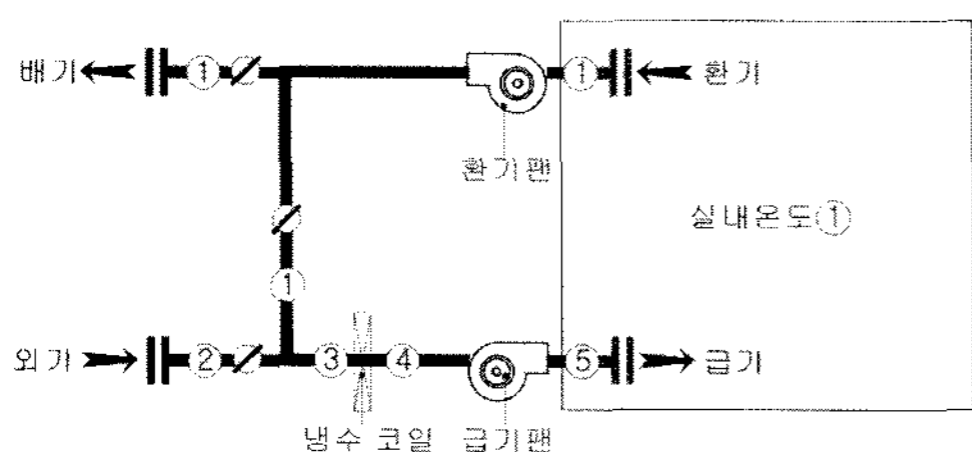 배기 ① ① 환기
환기팬
실내온도①
①
외기 ② ③ ④ ⑤ 급기
냉수 코일 급기팬